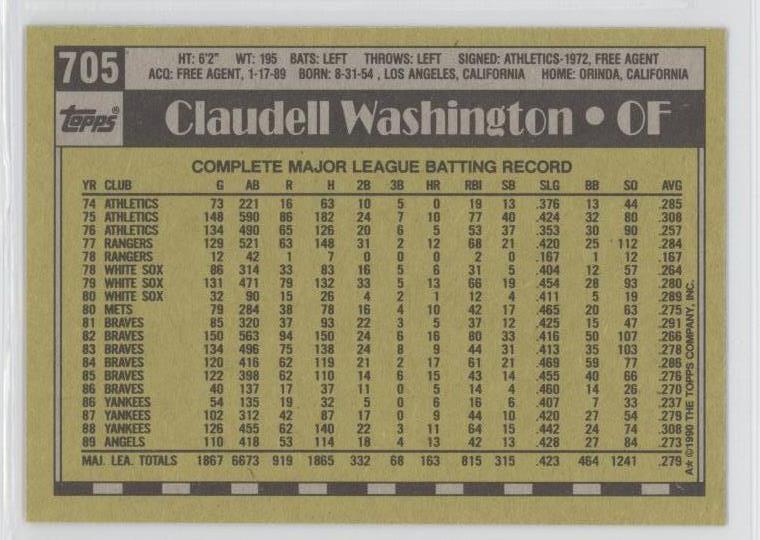 705
HT: 6'2" WT: 195 BATS: LEFT THROWS: LEFT SIGNED: ATHLETICS-1972, FREE AGENT
ACQ: FREE AGENT, 1-17-89 BORN: 8-31-54, LOS ANGELES, CALIFORNIA HOME: ORINDA, CALIFORNIA
Topps®
Claudell Washington • OF
COMPLETE MAJOR LEAGUE BATTING RECORD
YR CLUB G AB R H 2B 3B HR RBI SB SLG BB SO AVG
74 ATHLETICS 73 221 16 63 10 5 0 19 13 .376 13 44 .285
75 ATHLETICS 148 590 86 182 24 7 10 77 40 .424 32 80 .308
76 ATHLETICS 134 490 65 126 20 6 5 53 37 .353 30 90 .257
77 RANGERS 129 521 63 148 31 2 12 68 21 .420 25 112 .284
78 RANGERS 12 42 1 7 0 0 0 2 0 .167 1 12 .167
78 WHITE SOX 86 314 33 83 16 5 6 31 5 .404 12 57 .264
79 WHITE SOX 131 471 79 132 33 5 13 66 19 .454 28 93 .280
80 WHITE SOX 32 90 15 26 4 2 1 12 4 .411 5 19 .289
80 METS 79 284 38 78 16 4 10 42 17 .465 20 63 .275
81 BRAVES 85 320 37 93 22 3 5 37 12 .425 15 47 .291
82 BRAVES 150 563 94 150 24 6 16 80 33 .416 50 107 .266
83 BRAVES 134 496 75 138 24 8 9 44 31 .413 35 103 .278
84 BRAVES 120 416 62 119 21 2 17 61 21 .469 59 77 .286
85 BRAVES 122 398 62 110 14 6 15 43 14 .455 40 66 .276
86 BRAVES 40 137 17 37 11 0 5 14 4 .460 14 26 .270
86 YANKEES 54 135 19 32 5 0 6 16 6 .407 7 33 .237
87 YANKEES 102 312 42 87 17 0 9 44 10 .420 27 54 .279
88 YANKEES 126 455 62 140 22 3 11 64 15 .442 24 74 .308
89 ANGELS 110 418 53 114 18 4 13 42 13 .428 27 84 .273
MAJ. LEA. TOTALS 1867 6673 919 1865 332 68 163 815 315 .423 464 1241 .279
A★ ©1990 THE TOPPS COMPANY, INC.